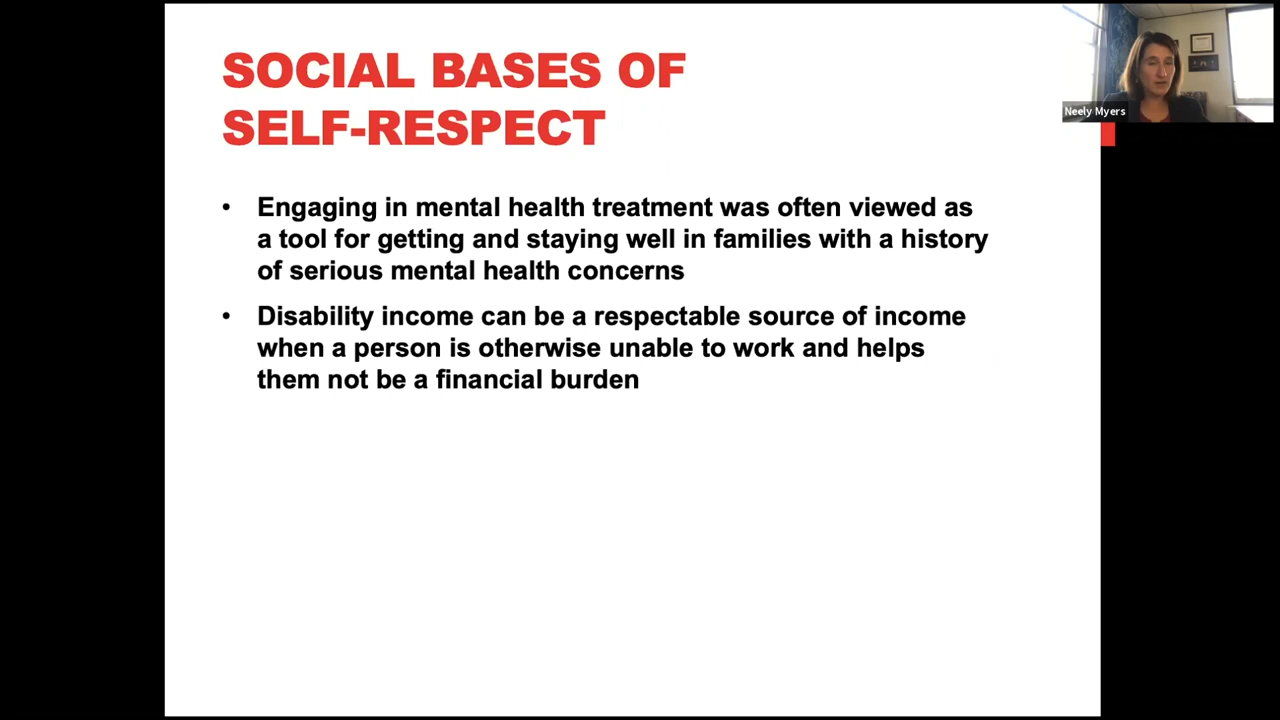 SOCIAL BASES OF
SELF-RESPECT
Neely Myers
• Engaging in mental health treatment was often viewed as
a tool for getting and staying well in families with a history
of serious mental health concerns
• Disability income can be a respectable source of income
when a person is otherwise unable to work and helps
them not be a financial burden